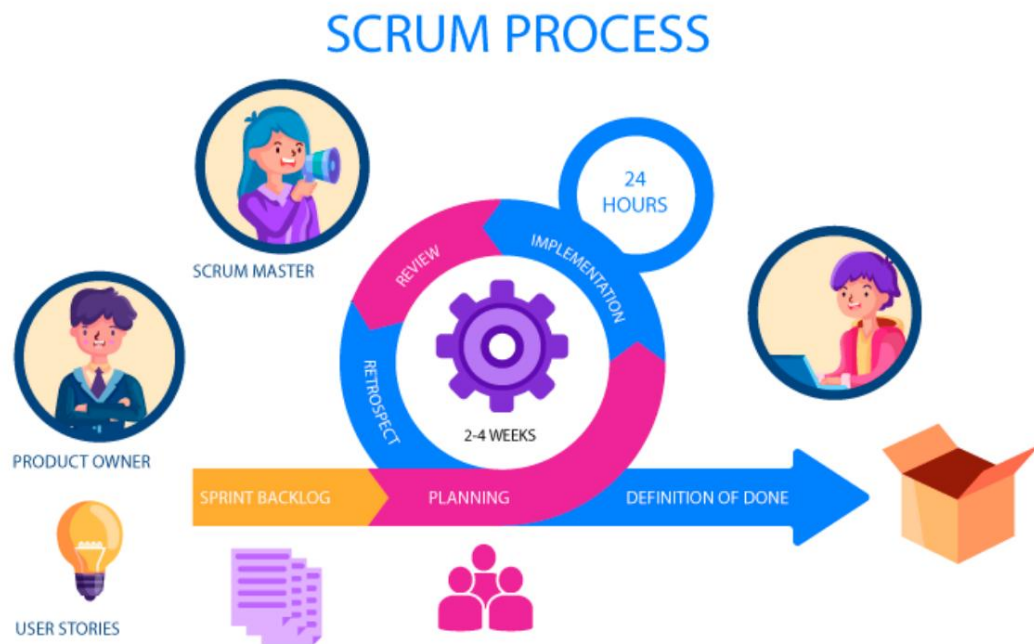 SCRUM PROCESS
24
HOURS
IMPLEMENTATION
REVIEW
SCRUM MASTER
RETROSPECT
2-4 WEEKS
PRODUCT OWNER
SPRINT BACKLOG
PLANNING
DEFINITION OF DONE
USER STORIES